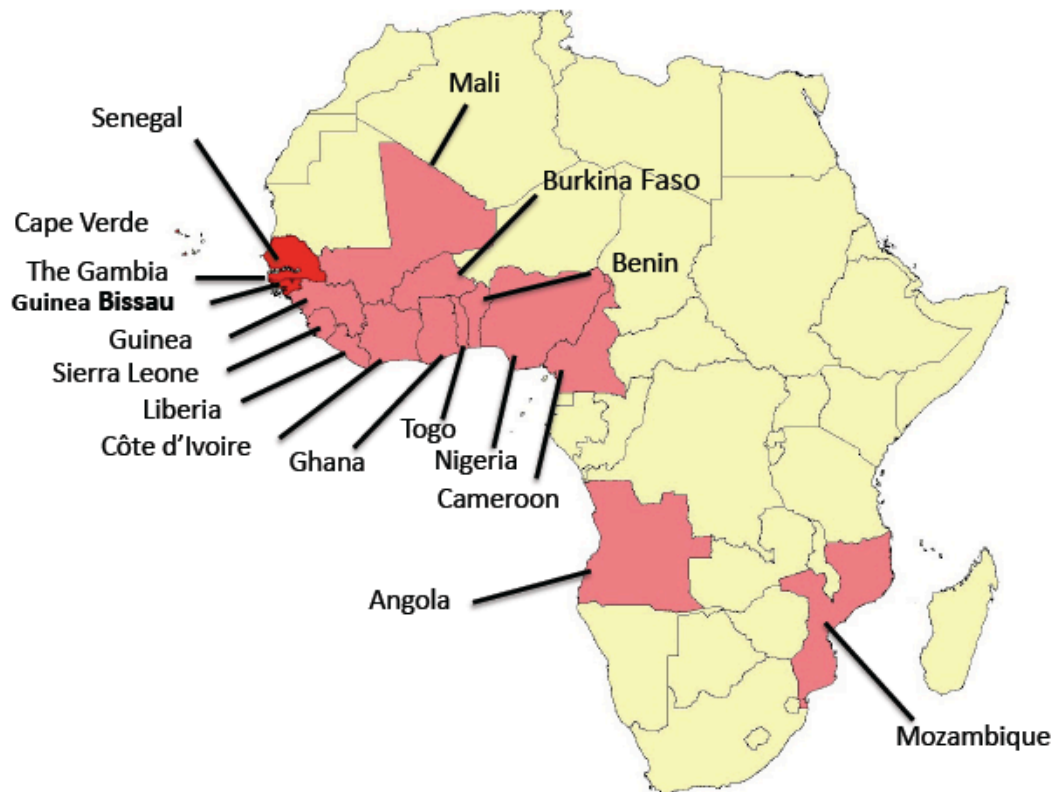 Mali
Senegal
Burkina Faso
Cape Verde
Benin
The Gambia
Guinea Bissau
Guinea
Sierra Leone
Liberia
Togo
Côte d’Ivoire
Ghana
Nigeria
Cameroon
Angola
Mozambique